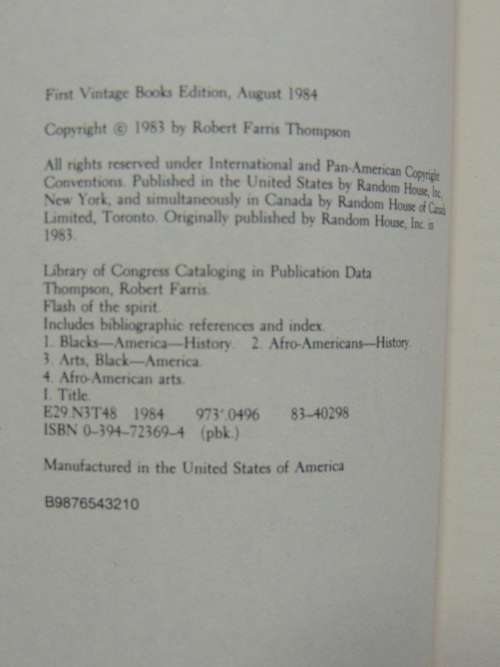 First Vintage Books Edition, August 1984
Copyright © 1983 by Robert Farris Thompson
All rights reserved under International and Pan-American Copyright
Conventions. Published in the United States by Random House, Inc.,
New York, and simultaneously in Canada by Random House of Canada
Limited, Toronto. Originally published by Random House, Inc. in
1983.
Library of Congress Cataloging in Publication Data
Thompson, Robert Farris.
Flash of the spirit.
Includes bibliographic references and index.
1. Blacks—America—History. 2. Afro-Americans—History.
3. Arts, Black—America.
4. Afro-American arts.
I. Title.
E29.N3T48 1984 973′.0496 83-40298
ISBN 0-394-72369-4 (pbk.)
Manufactured in the United States of America
B9876543210